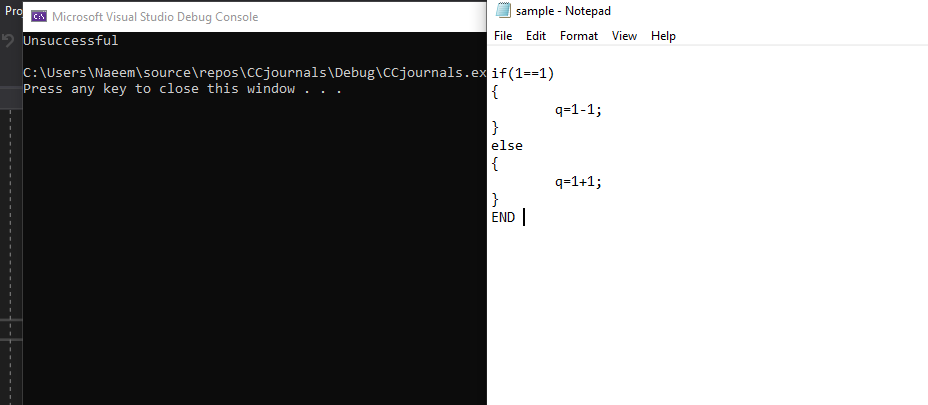 Pro
Microsoft Visual Studio Debug Console
Unsuccessful
C:\Users\Naeem\source\repos\CCjournals\Debug\CCjournals.ex
Press any key to close this window . . .
sample - Notepad
File Edit Format View Help
if(1==1)
{
q=1-1;
}
else
{
q=1+1;
}
END